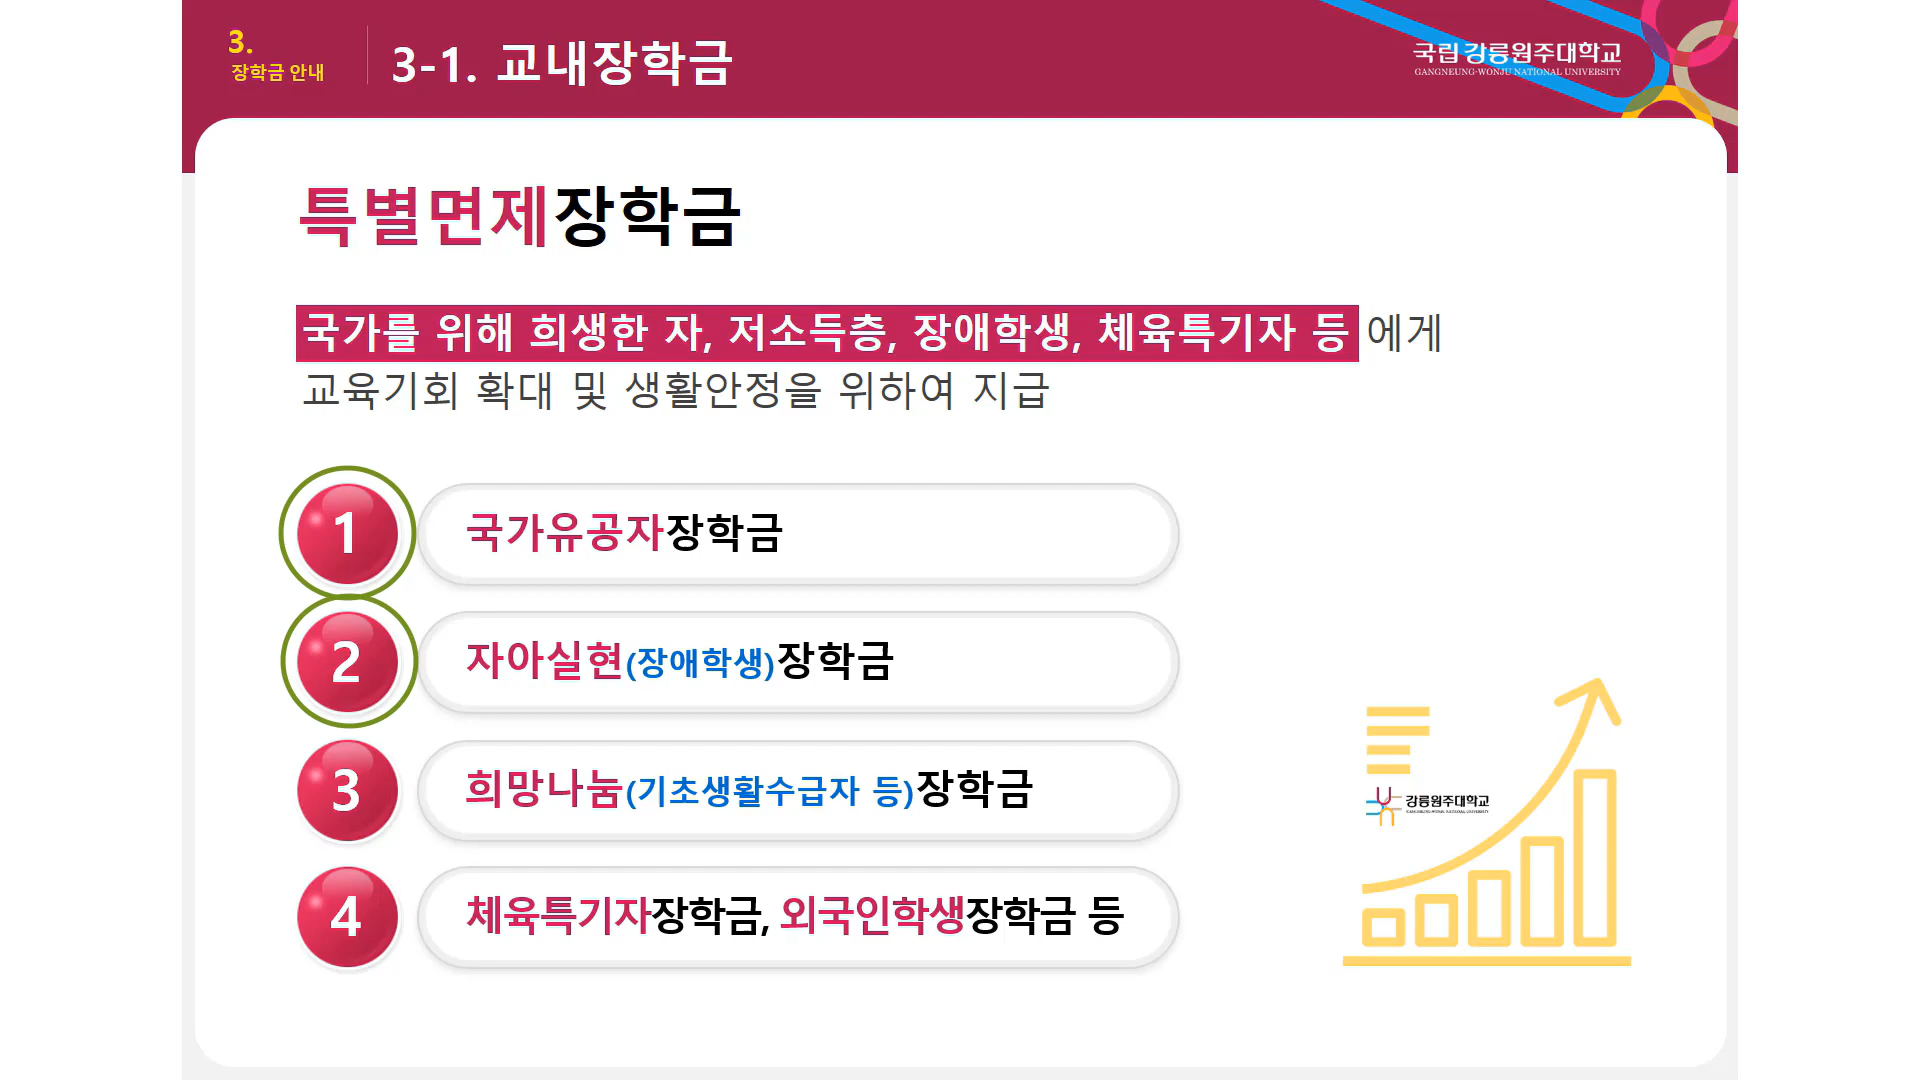 3.
장학금 안내
3-1. 교내장학금
국립강릉원주대학교
GANGNEUNG-WONJU NATIONAL UNIVERSITY
특별면제장학금
국가를 위해 희생한 자, 저소득층, 장애학생, 체육특기자 등 에게
교육기회 확대 및 생활안정을 위하여 지급
1
국가유공자장학금
2
자아실현(장애학생)장학금
3
희망나눔(기초생활수급자 등)장학금
4
체육특기자장학금, 외국인학생장학금 등
강릉원주대학교